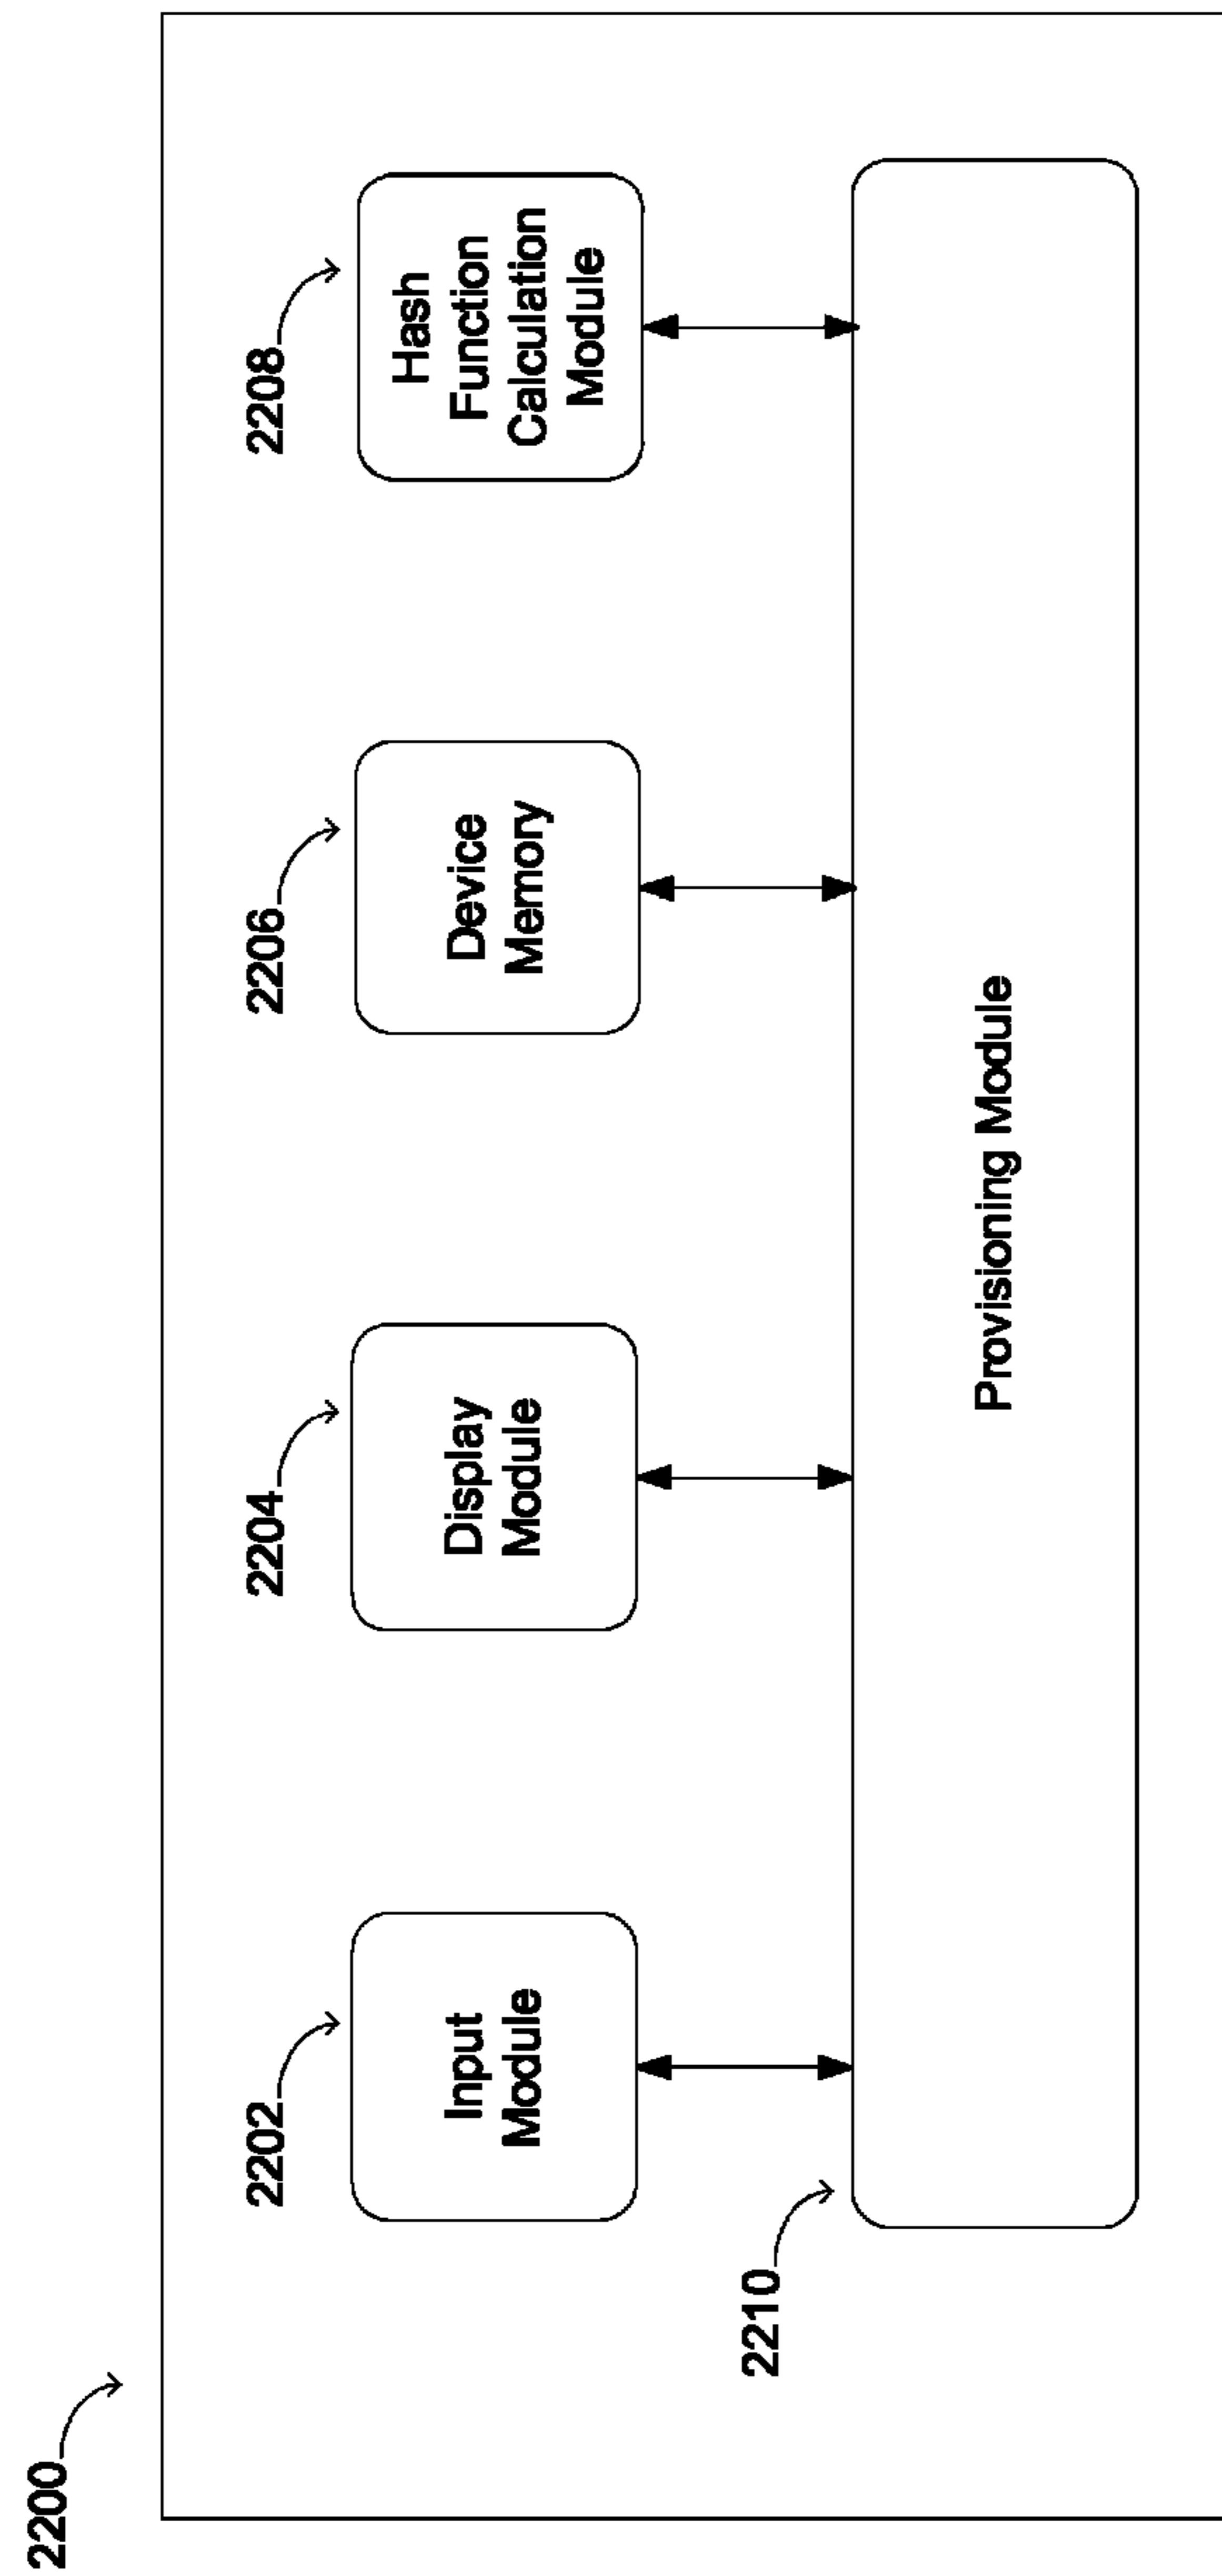 2200
2202
Input
Module
2204
Display
Module
2206
Device
Memory
2208
Hash
Function
Calculation
Module
2210
Provisioning Module